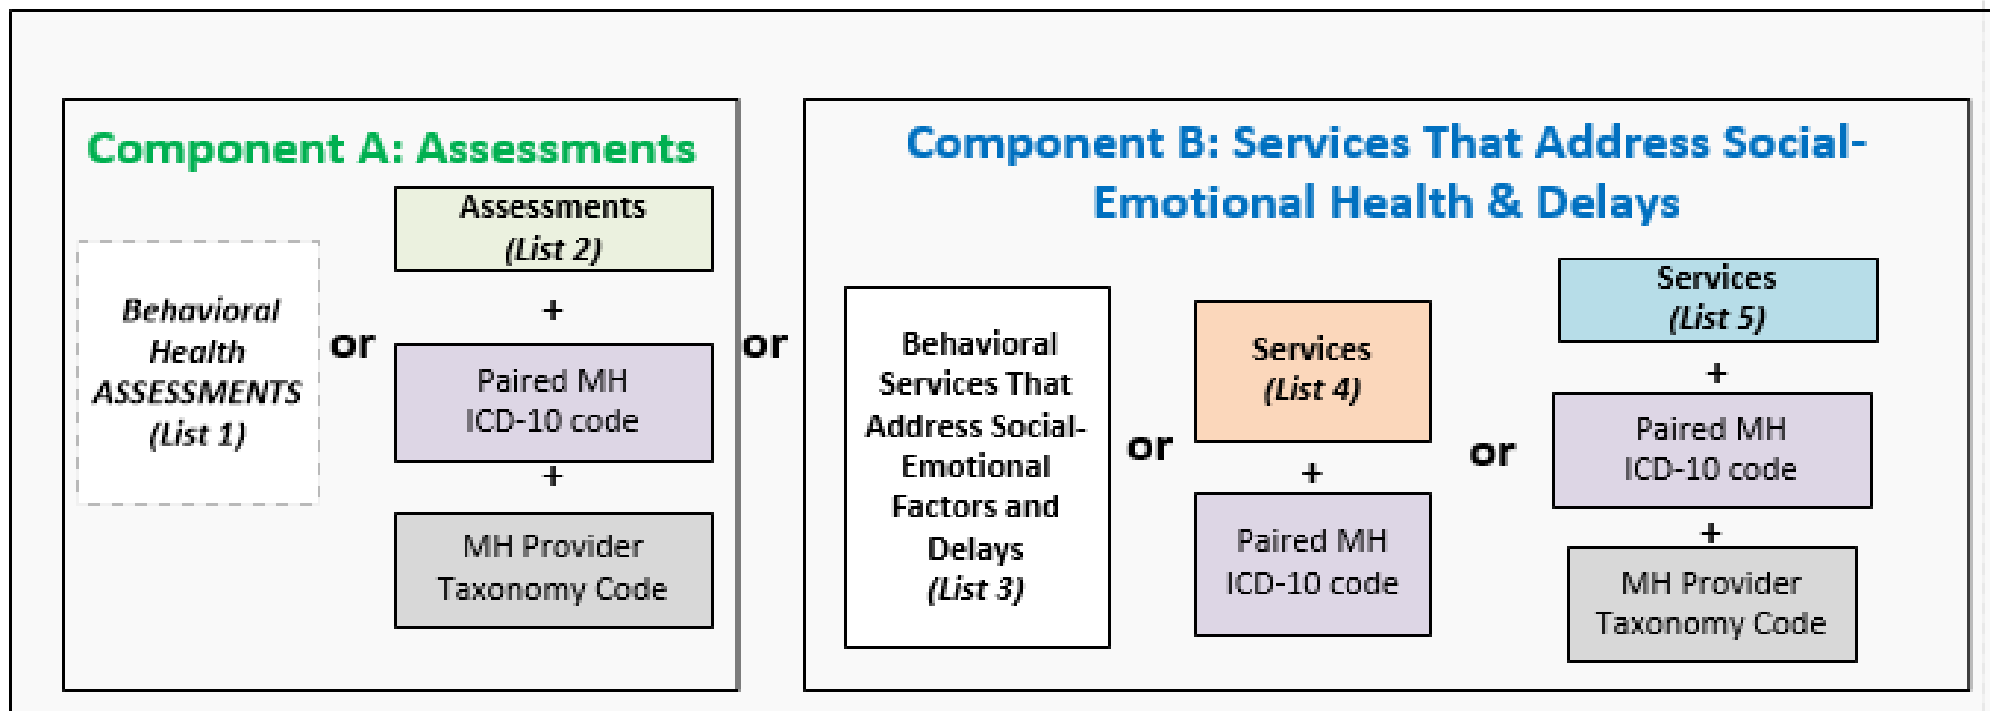 Component A: Assessments
Behavioral
Health
ASSESSMENTS
(List 1)
or
Assessments
(List 2)
+
Paired MH
ICD-10 code
+
MH Provider
Taxonomy Code
or
Component B: Services That Address Social-
Emotional Health & Delays
Behavioral
Services That
Address Social-
Emotional
Factors and
Delays
(List 3)
or
Services
(List 4)
+
Paired MH
ICD-10 code
or
Services
(List 5)
+
Paired MH
ICD-10 code
+
MH Provider
Taxonomy Code